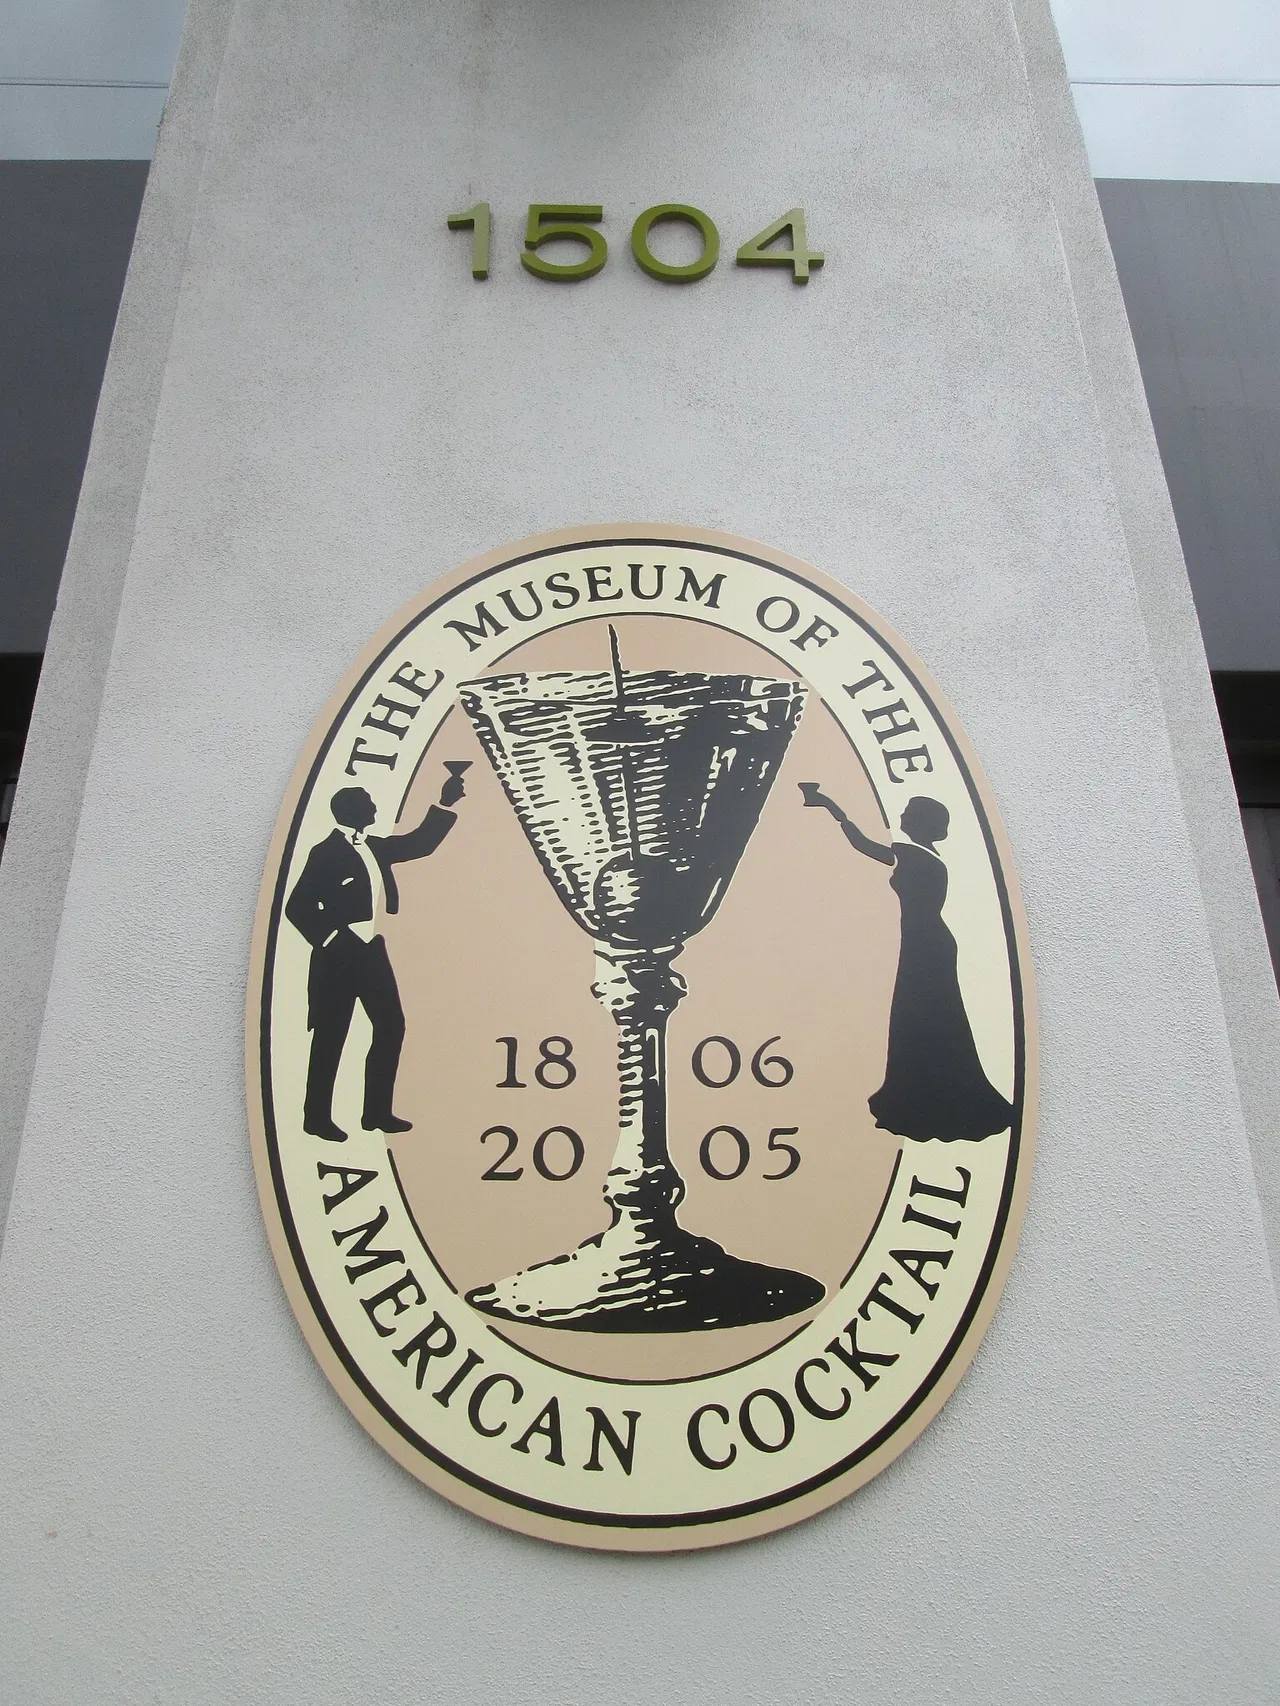 1504
THE MUSEUM OF THE
18 06
20 05
AMERICAN COCKTAIL